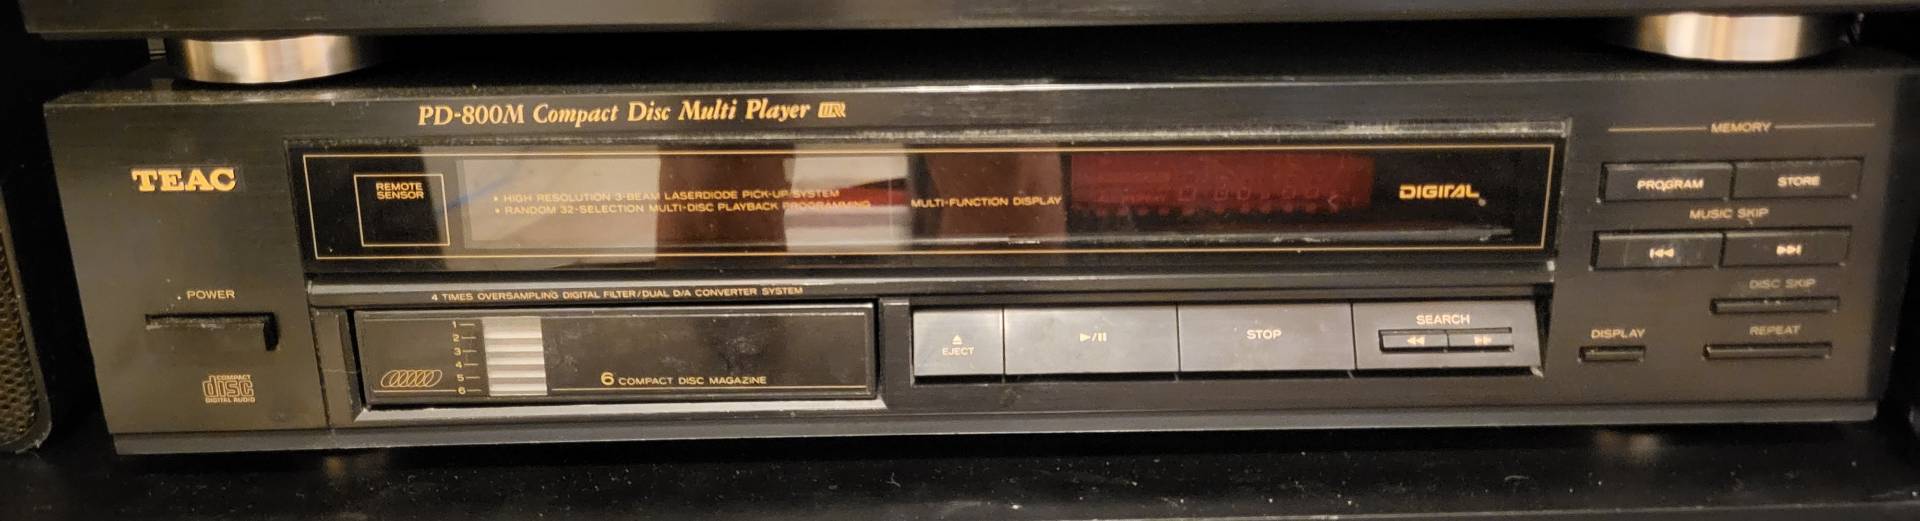 PD-800M Compact Disc Multi Player
TEAC
REMOTE
SENSOR
• HIGH RESOLUTION 3-BEAM LASERDIODE PICK-UP SYSTEM
• RANDOM 32-SELECTION MULTI-DISC PLAYBACK PROGRAMMING
MULTI-FUNCTION DISPLAY
DIGITAL
MEMORY
PROGRAM
STORE
MUSIC SKIP
DISC SKIP
DISPLAY
REPEAT
POWER
4 TIMES OVERSAMPLING DIGITAL FILTER/DUAL D/A CONVERTER SYSTEM
1
2
3
4
5
6
6 COMPACT DISC MAGAZINE
EJECT
STOP
SEARCH
COMPACT
disc
DIGITAL AUDIO